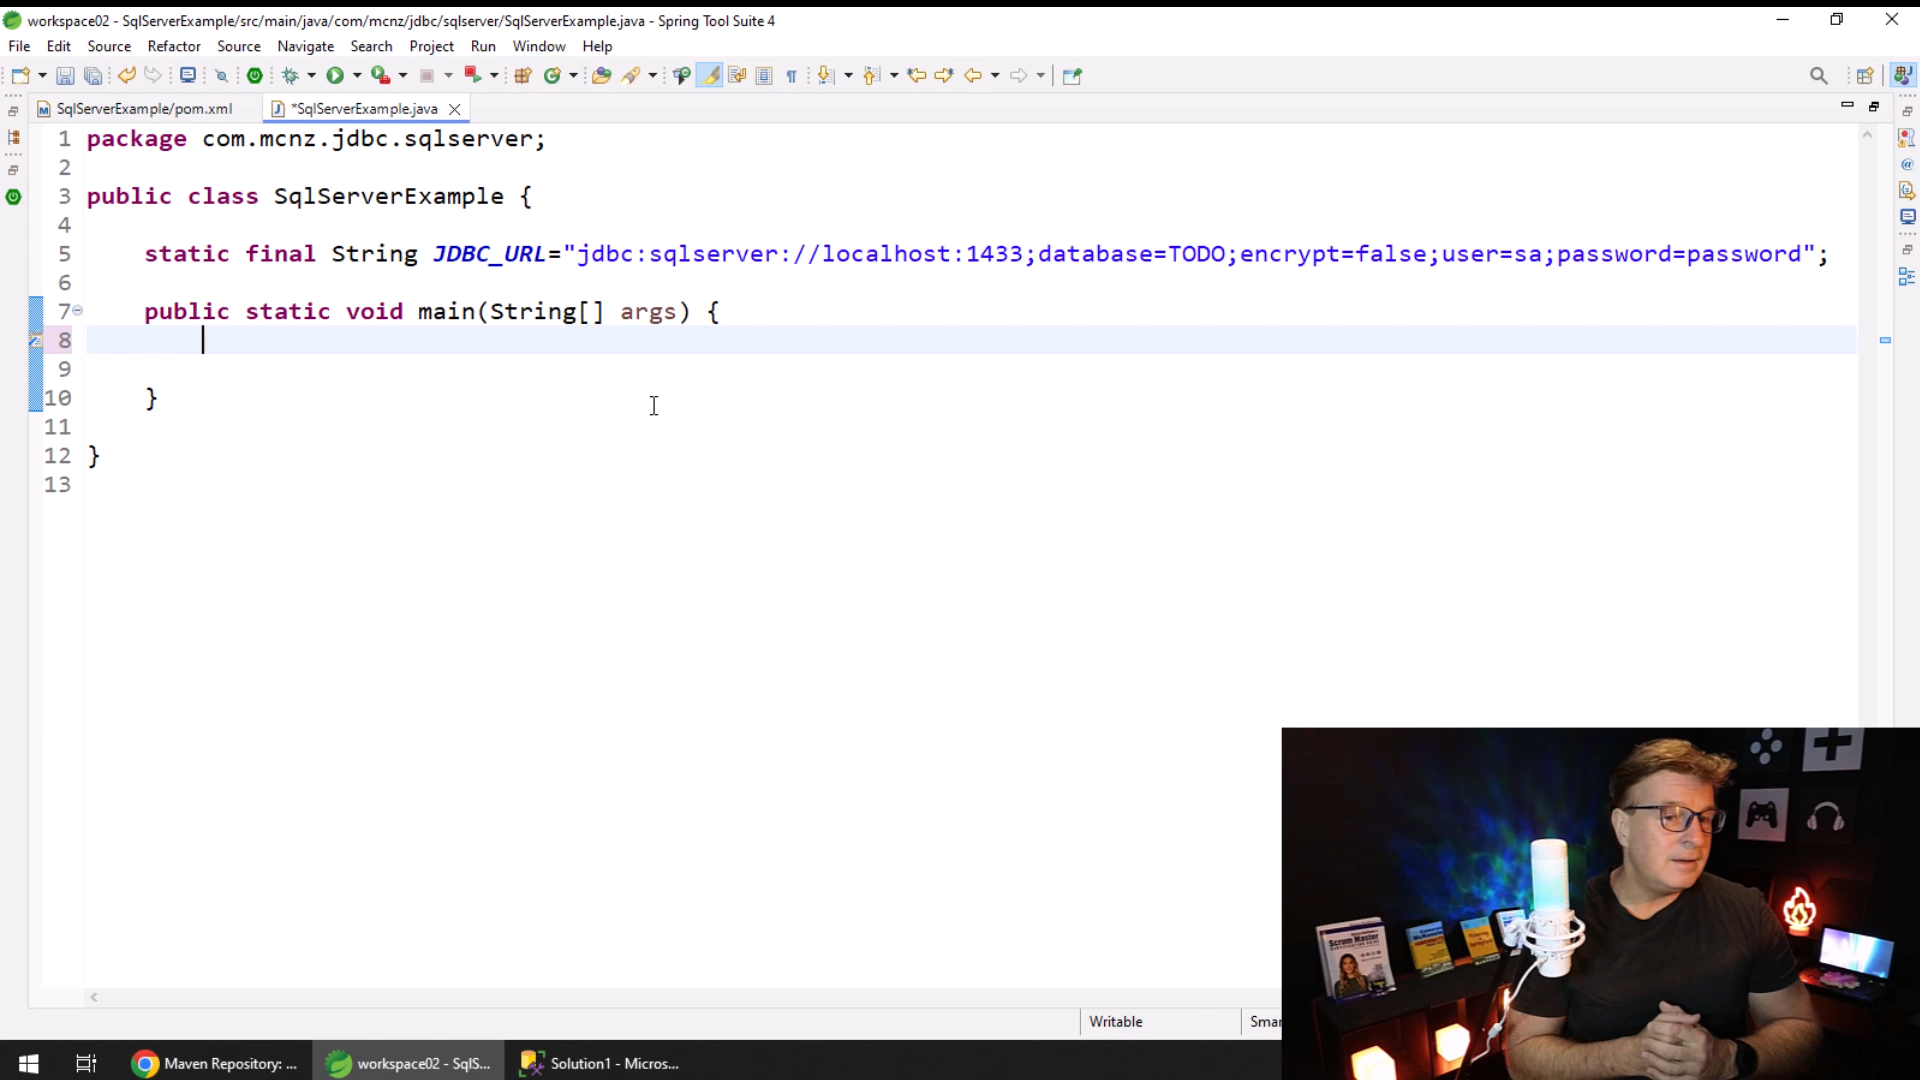 workspace02 - SqlServerExample/src/main/java/com/mcnz/jdbc/sqlserver/SqlServerExample.java - Spring Tool Suite 4
File Edit Source Refactor Source Navigate Search Project Run Window Help
SqlServerExample/pom.xml *SqlServerExample.java
1 package com.mcnz.jdbc.sqlserver;
2
3 public class SqlServerExample {
4
5 static final String JDBC_URL="jdbc:sqlserver://localhost:1433;database=TODO;encrypt=false;user=sa;password=password";
6
7 public static void main(String[] args) {
8
9
10 }
11
12 }
13
Scrum Master
Writable Smar
Maven Repository: ... workspace02 - SqlS... Solution1 - Micros...